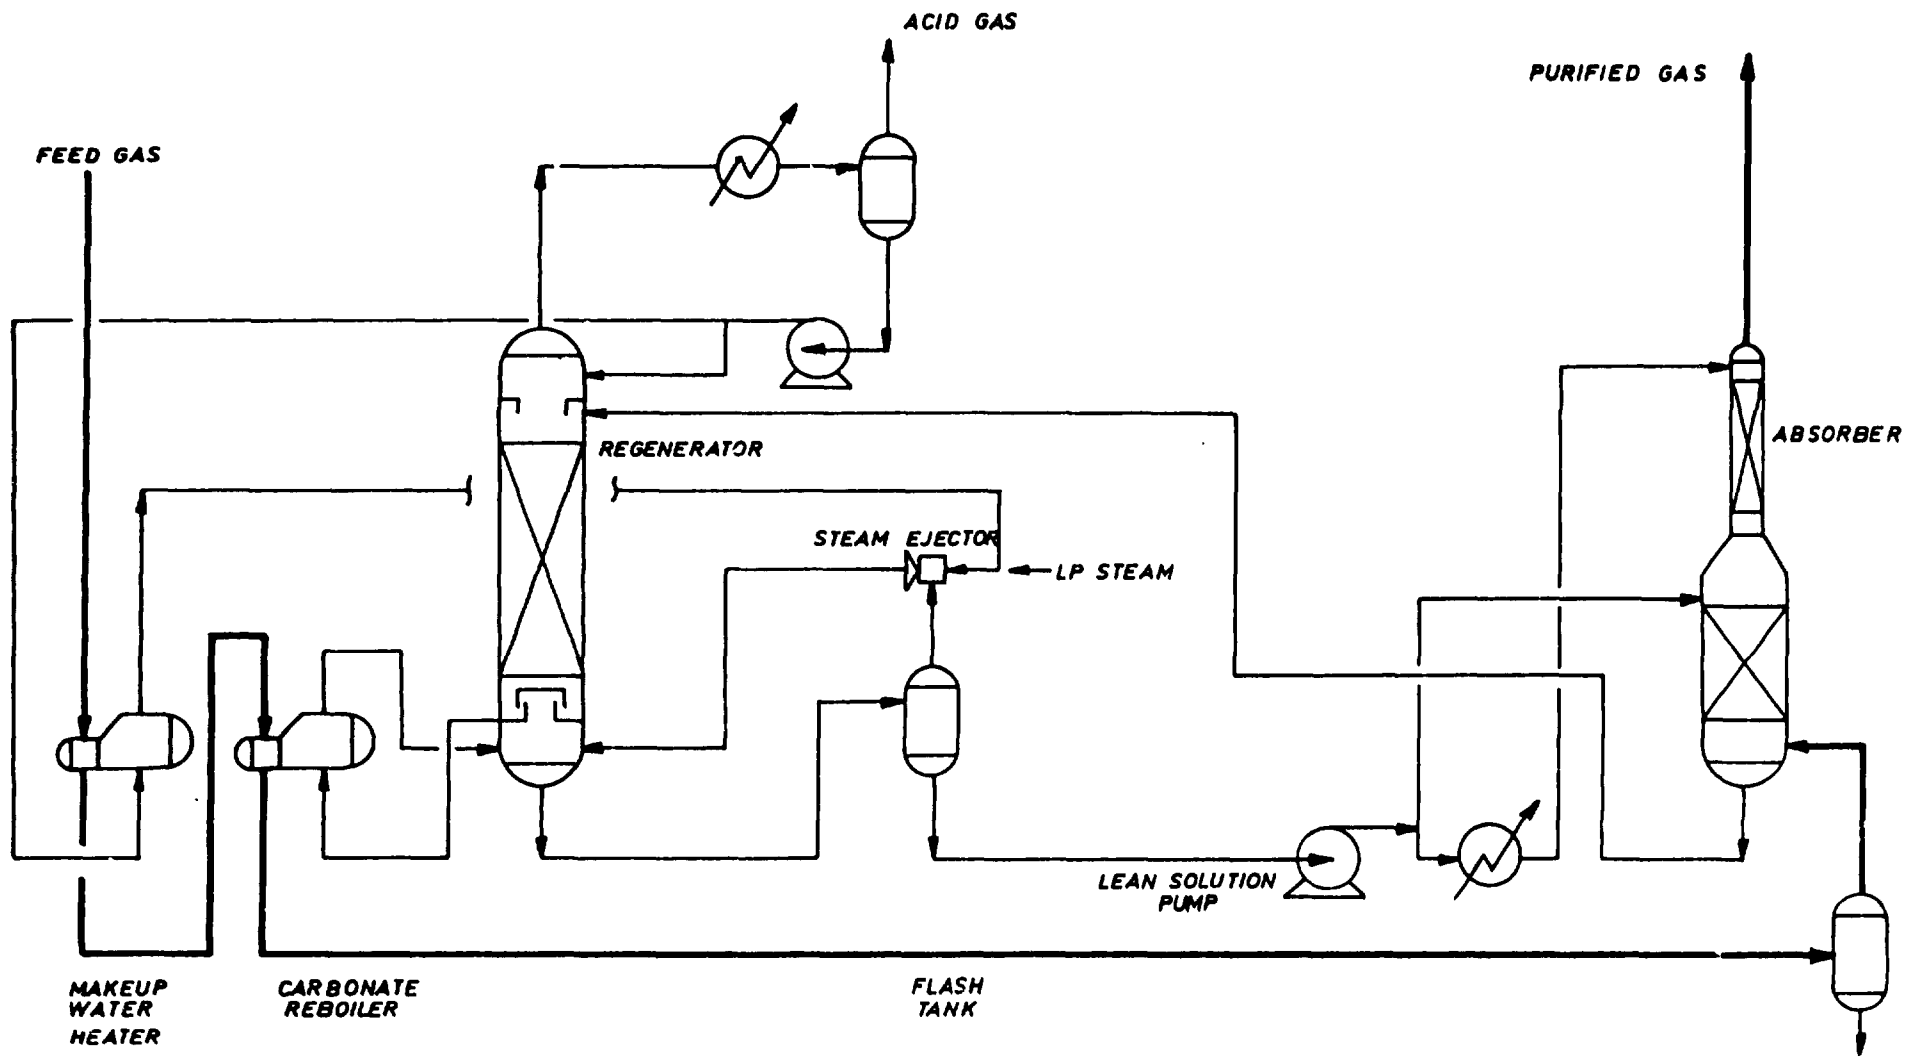 ACID GAS
PURIFIED GAS
FEED GAS
ABSORBER
REGENERATOR
STEAM EJECTOR
LP STEAM
LEAN SOLUTION
PUMP
MAKEUP
WATER
HEATER
CARBONATE
REBOILER
FLASH
TANK